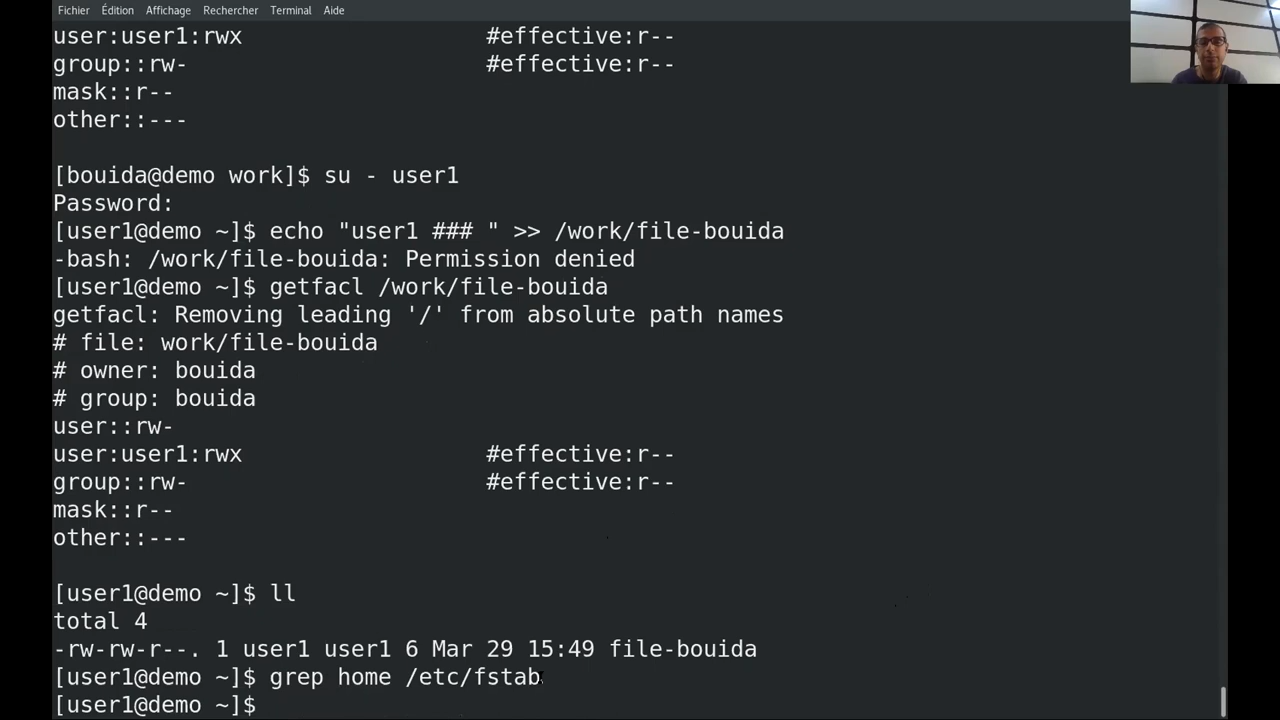 Fichier Édition Affichage Rechercher Terminal Aide
user:user1:rwx #effective:r--
group::rw- #effective:r--
mask::r--
other::---
[bouida@demo work]$ su - user1
Password:
[user1@demo ~]$ echo "user1 ### " >> /work/file-bouida
-bash: /work/file-bouida: Permission denied
[user1@demo ~]$ getfacl /work/file-bouida
getfacl: Removing leading '/' from absolute path names
# file: work/file-bouida
# owner: bouida
# group: bouida
user::rw-
user:user1:rwx #effective:r--
group::rw- #effective:r--
mask::r--
other::---
[user1@demo ~]$ ll
total 4
-rw-rw-r--. 1 user1 user1 6 Mar 29 15:49 file-bouida
[user1@demo ~]$ grep home /etc/fstab
[user1@demo ~]$